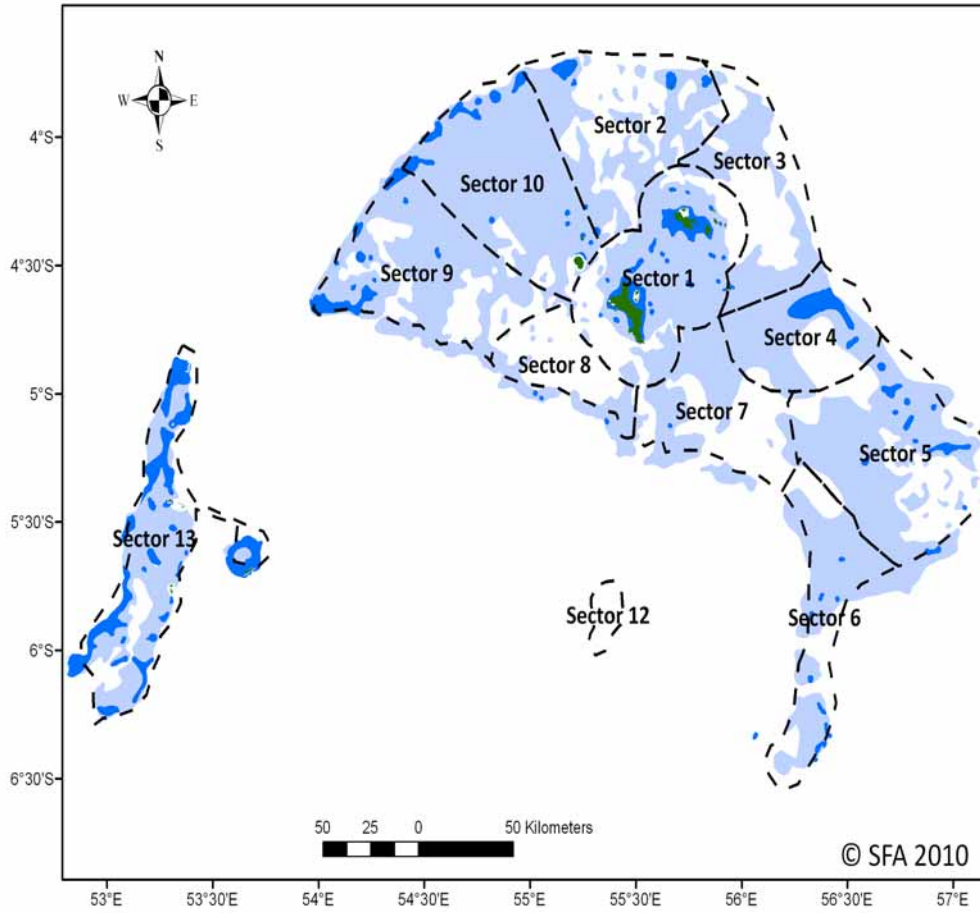 N
W E
S
4°S
4°30'S
5°S
5°30'S
6°S
6°30'S
Sector 2
Sector 3
Sector 10
Sector 9
Sector 1
Sector 4
Sector 8
Sector 7
Sector 5
Sector 13
Sector 12
Sector 6
50 25 0 50 Kilometers
© SFA 2010
53°E 53°30'E 54°E 54°30'E 55°E 55°30'E 56°E 56°30'E 57°E